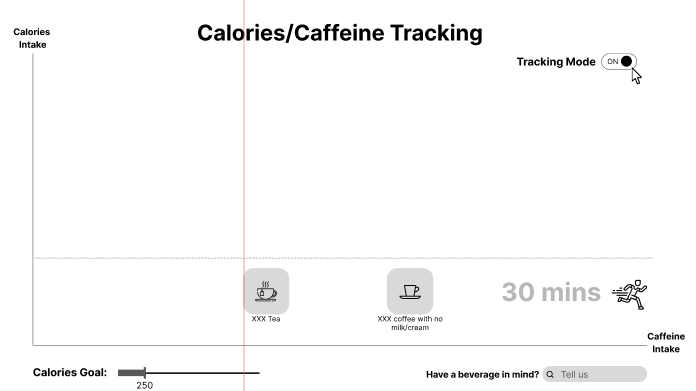 Calories/Caffeine Tracking
Calories
Intake
Tracking Mode
ON
30 mins
XXX Tea
XXX coffee with no
milk/cream
Caffeine
Intake
Calories Goal:
250
Have a beverage in mind?
Tell us